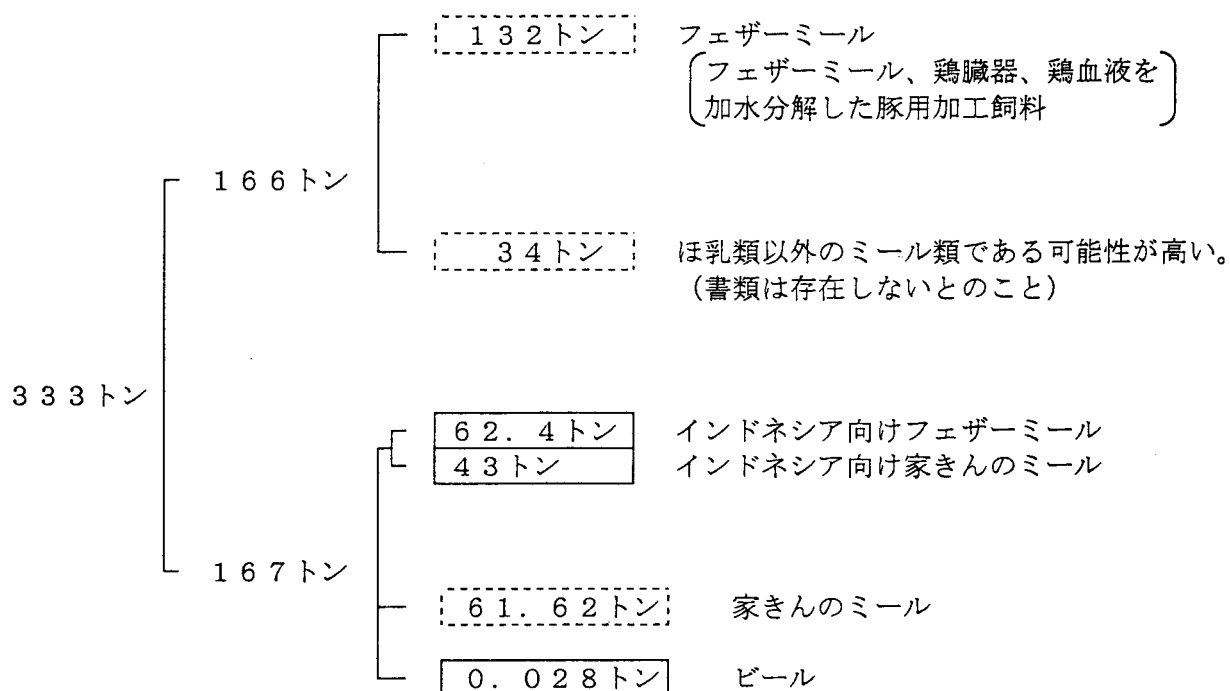 132トン フェザーミール
フェザーミール、鶏臓器、鶏血液を
加水分解した豚用加工飼料
166トン
34トン ほ乳類以外のミール類である可能性が高い。
(書類は存在しないとのこと)
333トン
62.4トン インドネシア向けフェザーミール
43トン インドネシア向け家きんのミール
167トン
61.62トン 家きんのミール
0.028トン ビール